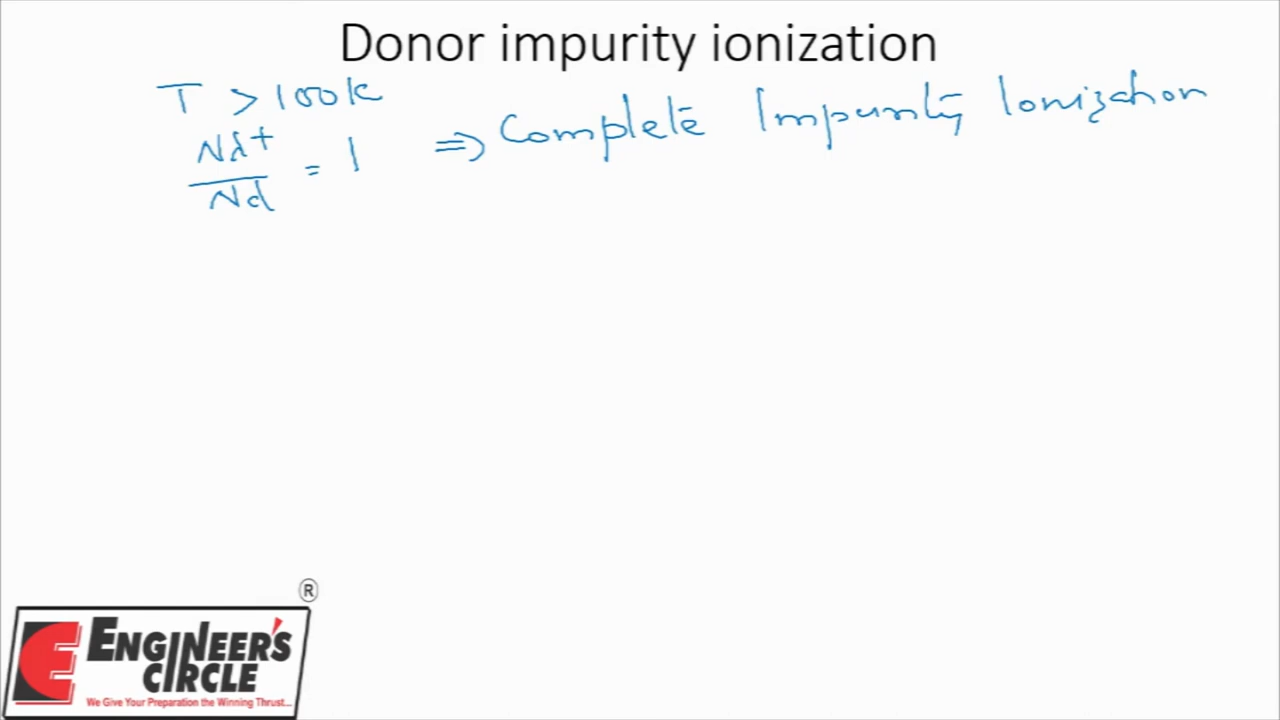 Donor impurity ionization
T > 100k
Nd+
Nd
= 1 ⇒ Complete Impurity Ionization
®
ENGINEER'S
CIRCLE
We Give Your Preparation the Winning Thrust...